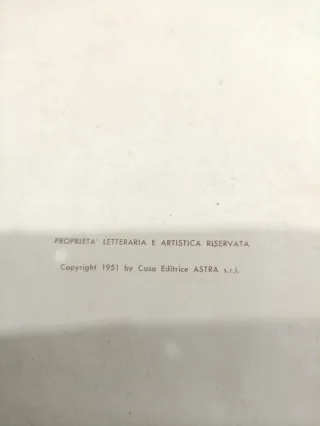 PROPRIETA' LETTERARIA E ARTISTICA RISERVATA
Copyright 1951 by Casa Editrice ASTRA s.r.l.